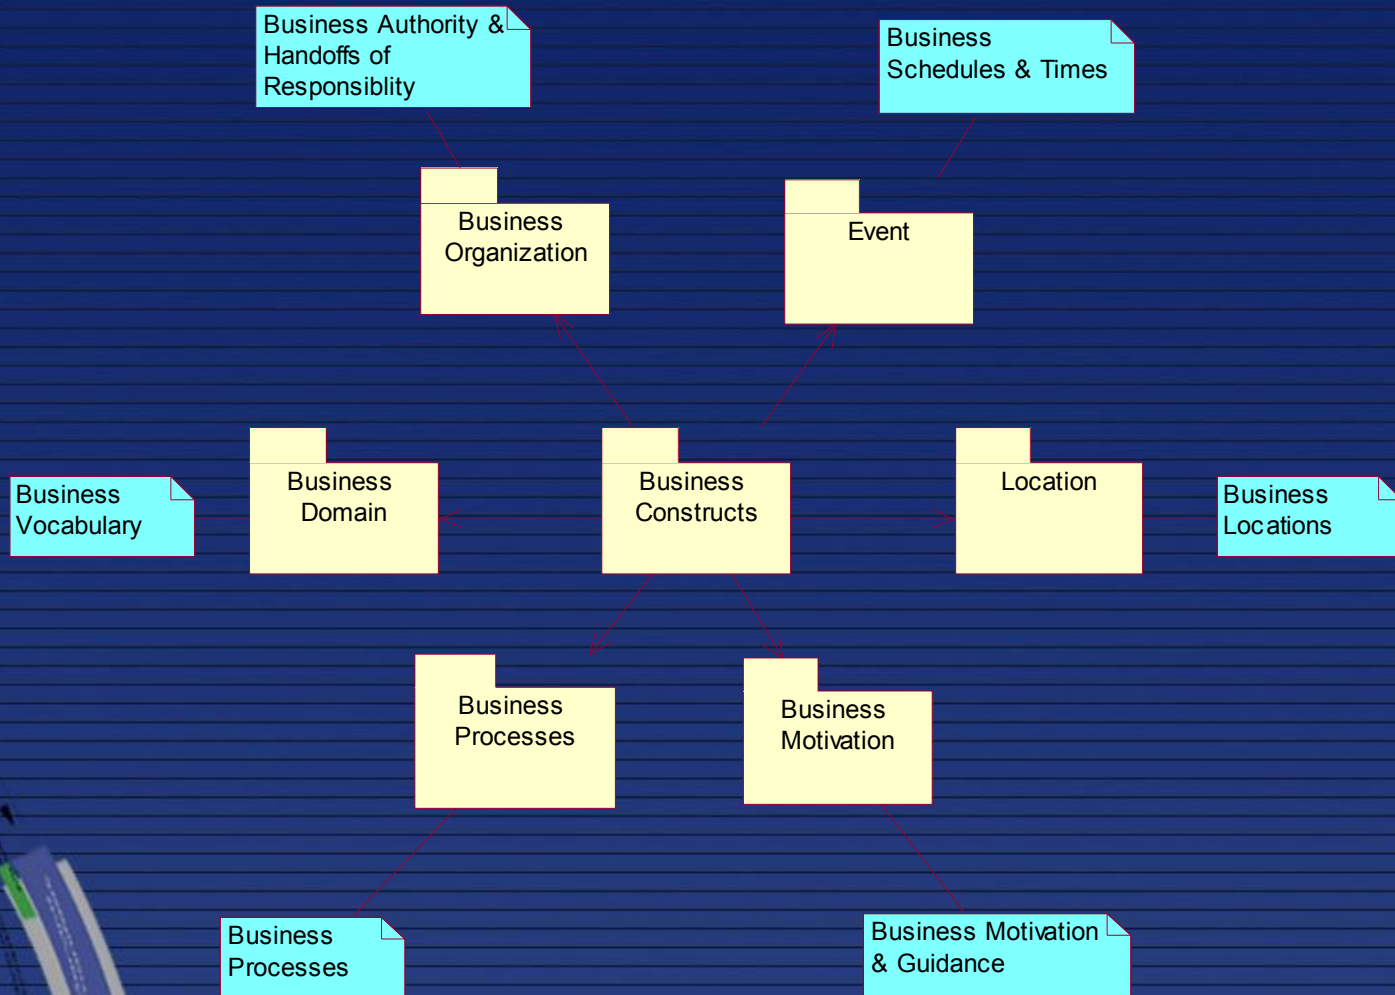 Business Authority &
Handoffs of
Responsiblity
Business
Schedules & Times
Business
Organization
Event
Business
Vocabulary
Business
Domain
Business
Constructs
Location
Business
Locations
Business
Processes
Business
Motivation
Business
Processes
Business Motivation
& Guidance